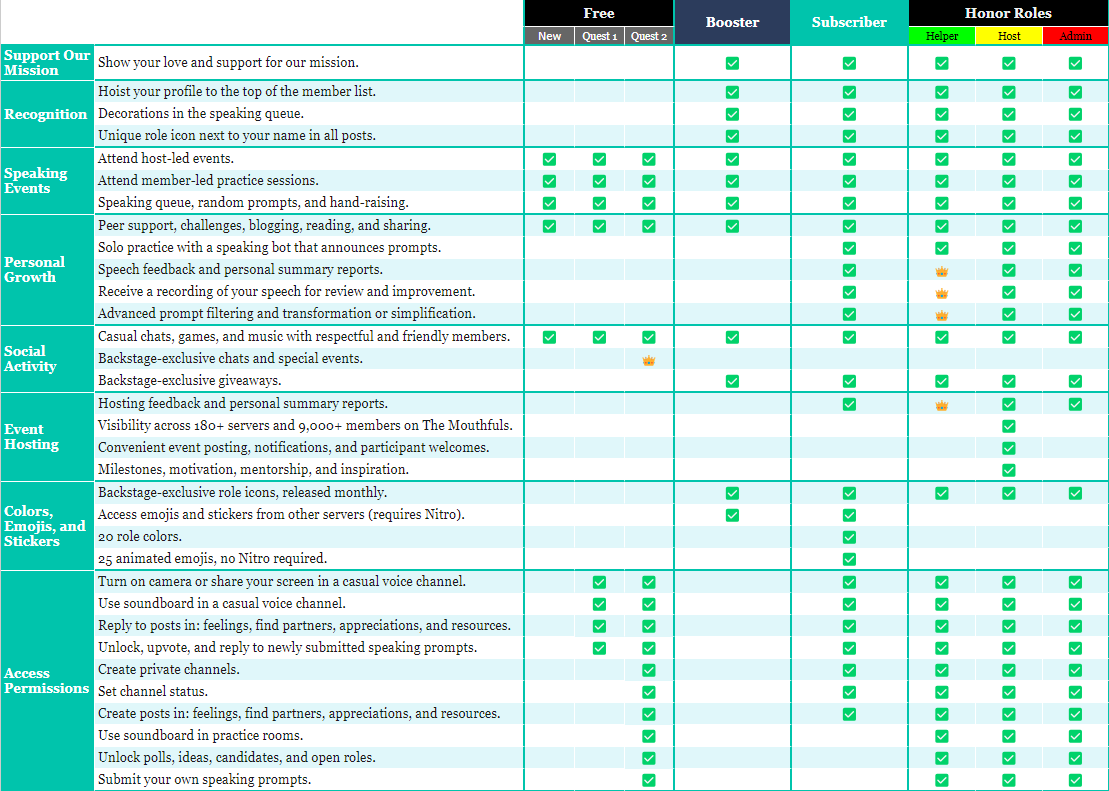 Free
Booster
Subscriber
Honor Roles
New
Quest 1
Quest 2
Helper
Host
Admin
Support Our
Mission
Show your love and support for our mission.
Recognition
Hoist your profile to the top of the member list.
Decorations in the speaking queue.
Unique role icon next to your name in all posts.
Speaking
Events
Attend host-led events.
Attend member-led practice sessions.
Speaking queue, random prompts, and hand-raising.
Personal
Growth
Peer support, challenges, blogging, reading, and sharing.
Solo practice with a speaking bot that announces prompts.
Speech feedback and personal summary reports.
Receive a recording of your speech for review and improvement.
Advanced prompt filtering and transformation or simplification.
Social
Activity
Casual chats, games, and music with respectful and friendly members.
Backstage-exclusive chats and special events.
Backstage-exclusive giveaways.
Event
Hosting
Hosting feedback and personal summary reports.
Visibility across 180+ servers and 9,000+ members on The Mouthfuls.
Convenient event posting, notifications, and participant welcomes.
Milestones, motivation, mentorship, and inspiration.
Colors,
Emojis, and
Stickers
Backstage-exclusive role icons, released monthly.
Access emojis and stickers from other servers (requires Nitro).
20 role colors.
25 animated emojis, no Nitro required.
Access
Permissions
Turn on camera or share your screen in a casual voice channel.
Use soundboard in a casual voice channel.
Reply to posts in: feelings, find partners, appreciations, and resources.
Unlock, upvote, and reply to newly submitted speaking prompts.
Create private channels.
Set channel status.
Create posts in: feelings, find partners, appreciations, and resources.
Use soundboard in practice rooms.
Unlock polls, ideas, candidates, and open roles.
Submit your own speaking prompts.